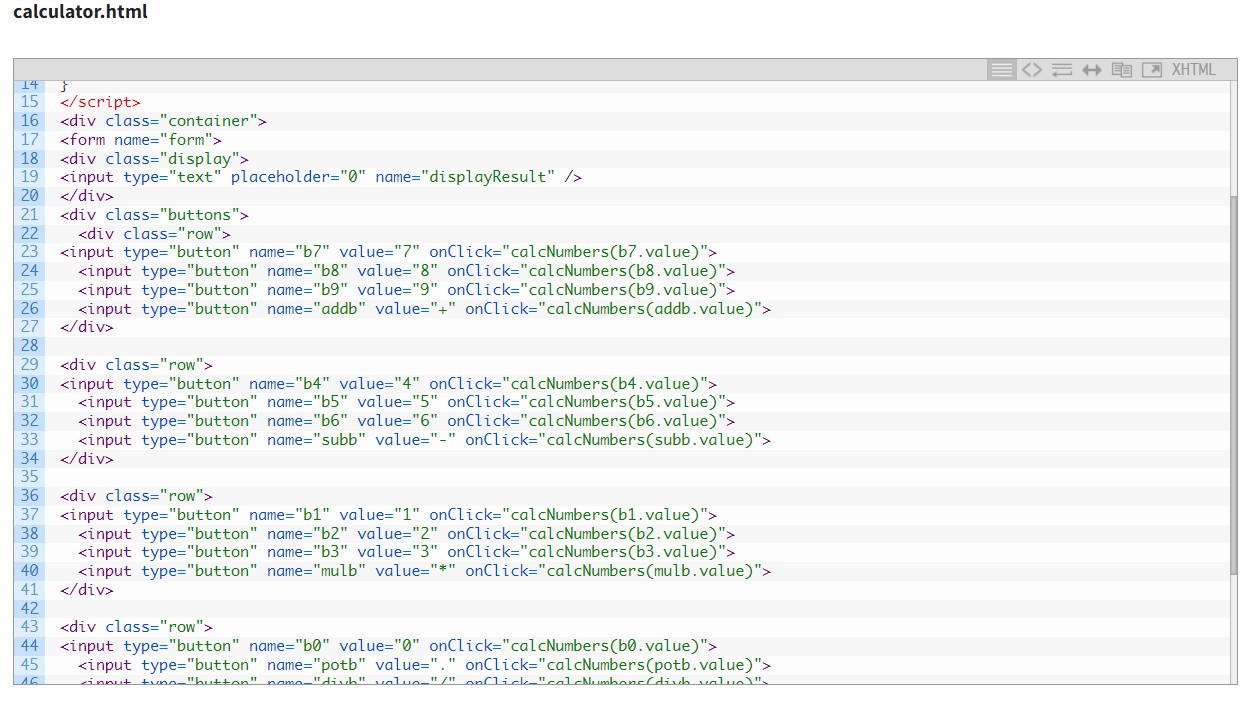 calculator.html
XHTML
14 }
15 </script>
16 <div class="container">
17 <form name="form">
18 <div class="display">
19 <input type="text" placeholder="0" name="displayResult" />
20 </div>
21 <div class="buttons">
22   <div class="row">
23 <input type="button" name="b7" value="7" onClick="calcNumbers(b7.value)">
24   <input type="button" name="b8" value="8" onClick="calcNumbers(b8.value)">
25   <input type="button" name="b9" value="9" onClick="calcNumbers(b9.value)">
26   <input type="button" name="addb" value="+" onClick="calcNumbers(addb.value)">
27 </div>
28
29 <div class="row">
30 <input type="button" name="b4" value="4" onClick="calcNumbers(b4.value)">
31   <input type="button" name="b5" value="5" onClick="calcNumbers(b5.value)">
32   <input type="button" name="b6" value="6" onClick="calcNumbers(b6.value)">
33   <input type="button" name="subb" value="-" onClick="calcNumbers(subb.value)">
34 </div>
35
36 <div class="row">
37 <input type="button" name="b1" value="1" onClick="calcNumbers(b1.value)">
38   <input type="button" name="b2" value="2" onClick="calcNumbers(b2.value)">
39   <input type="button" name="b3" value="3" onClick="calcNumbers(b3.value)">
40   <input type="button" name="mulb" value="*" onClick="calcNumbers(mulb.value)">
41 </div>
42
43 <div class="row">
44 <input type="button" name="b0" value="0" onClick="calcNumbers(b0.value)">
45   <input type="button" name="potb" value="." onClick="calcNumbers(potb.value)">
46   <input type="button" name="divb" value="/" onClick="calcNumbers(divb.value)">